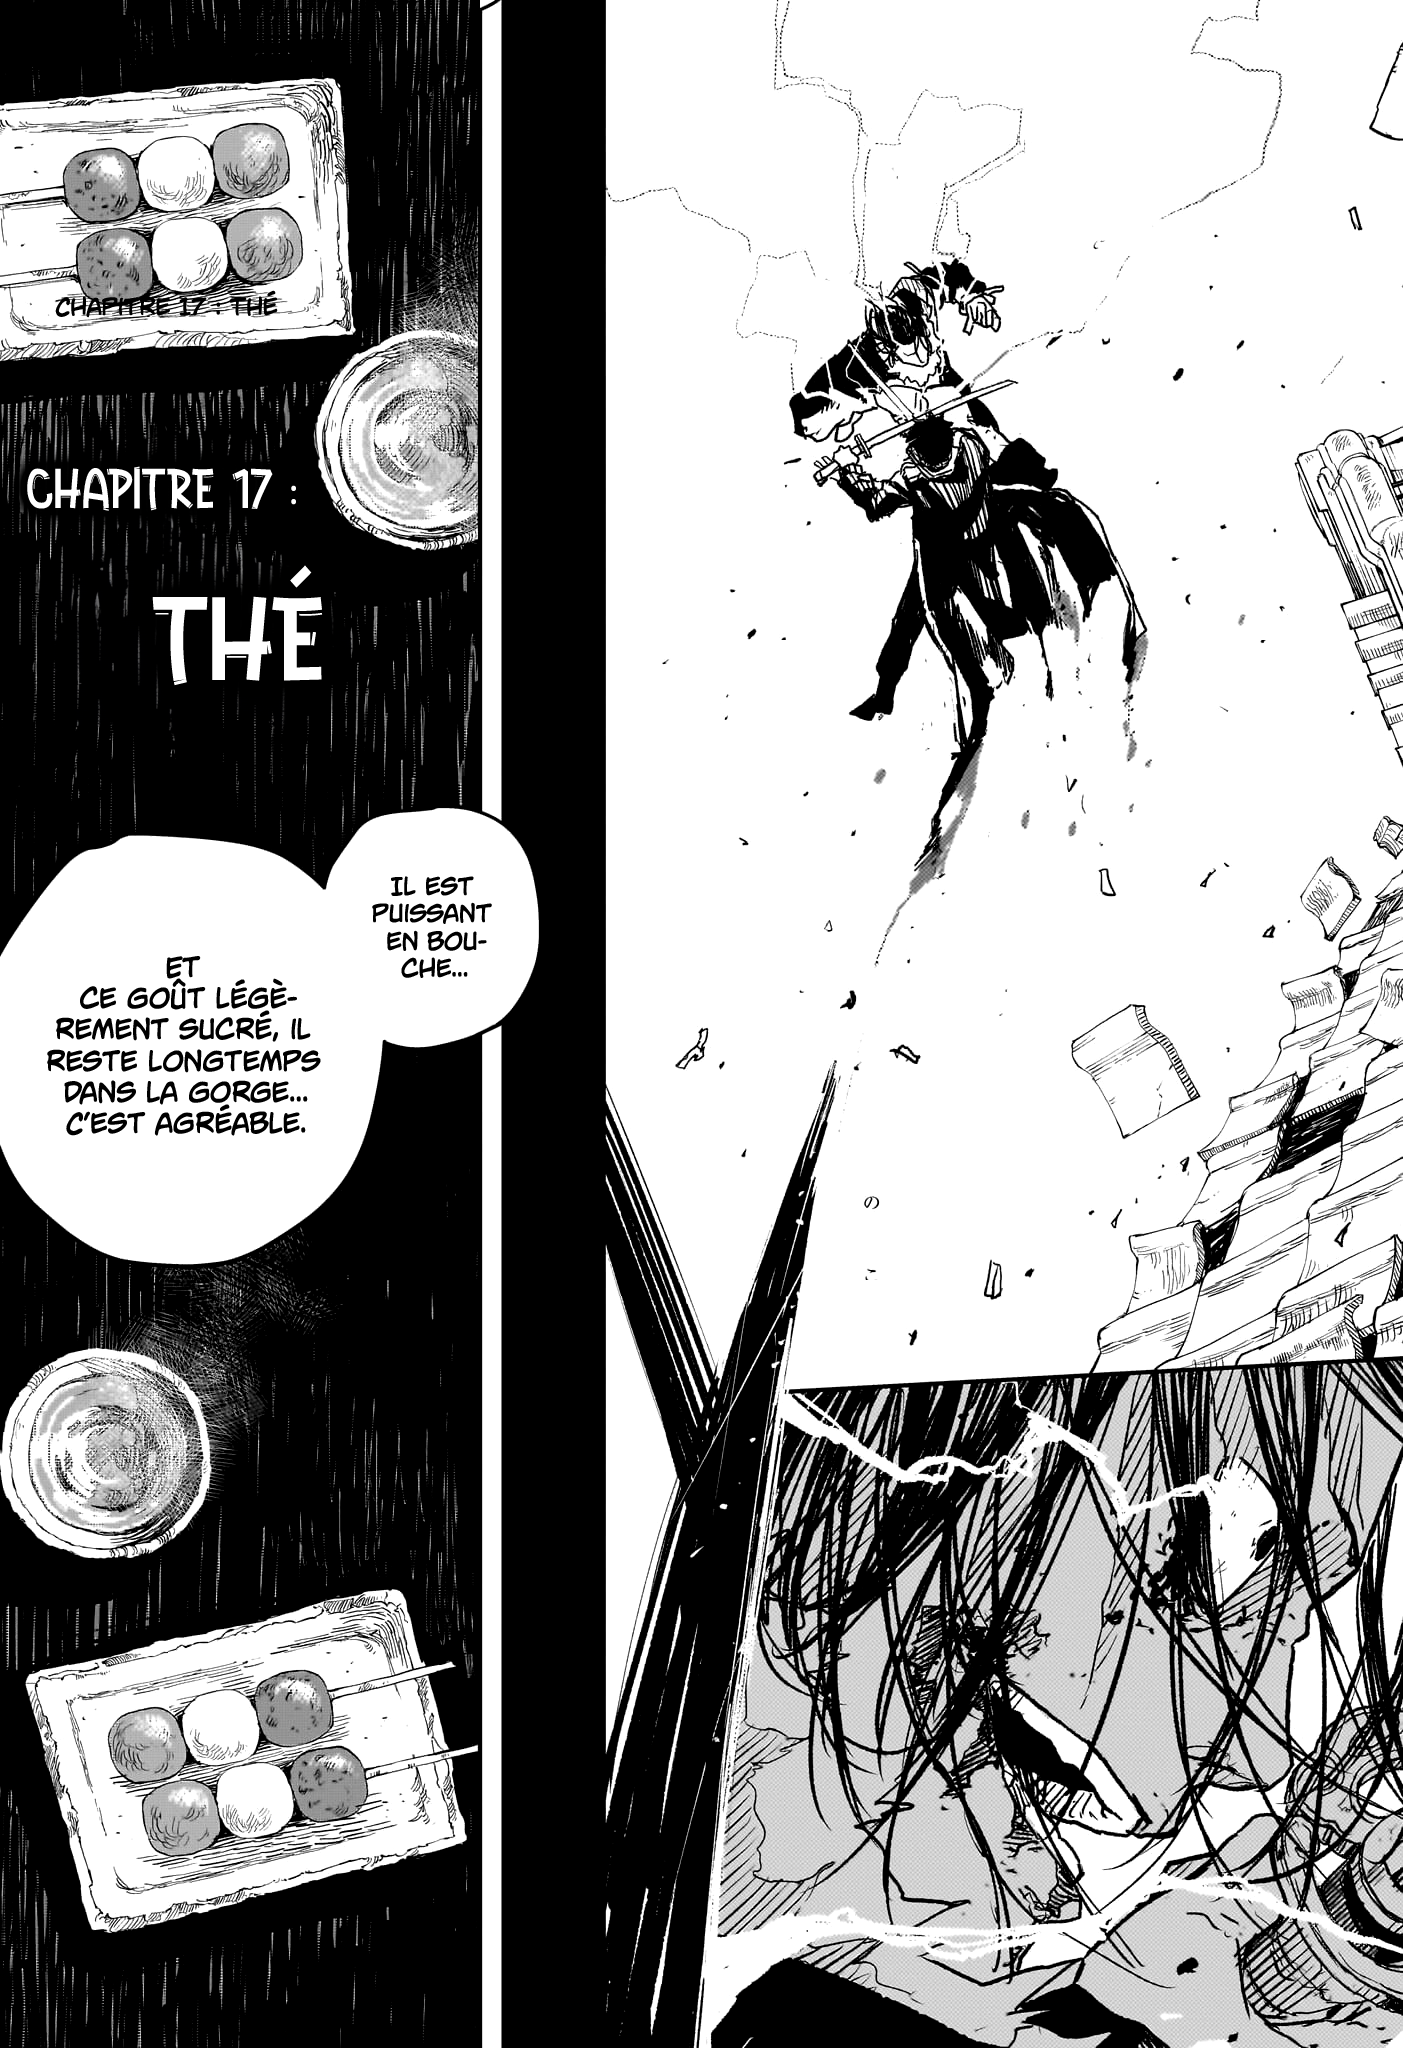 の
こ
CHAPITRE 17 : THÉ
CHAPITRE 17 :
THÉ
IL EST
PUISSANT
EN BOU-
CHE...
ET
CE GOÛT LÉGÈ-
REMENT SUCRÉ, IL
RESTE LONGTEMPS
DANS LA GORGE...
C'EST AGRÉABLE.